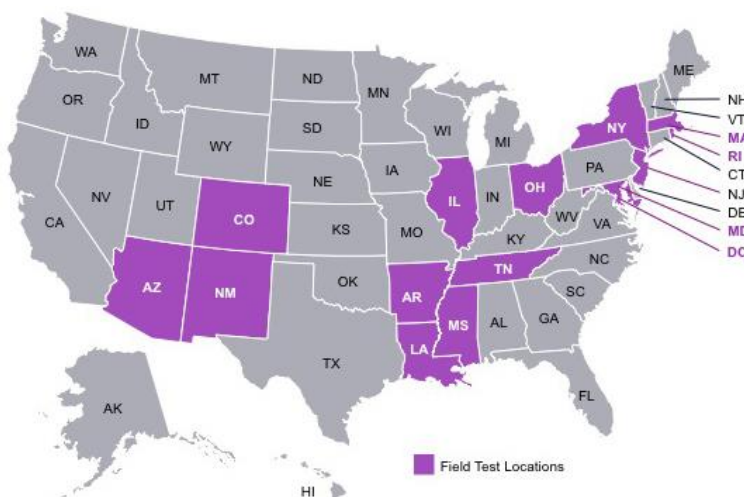 WA
MT
ND
MN
ME
OR
ID
SD
WI
MI
NY
NH
VT
MA
RI
CT
NJ
DE
MD
DC
WY
IA
NE
PA
IL
IN
OH
NV
UT
CO
KS
MO
KY
WV
VA
CA
AZ
NM
OK
AR
TN
NC
SC
MS
AL
GA
LA
TX
FL
AK
HI
Field Test Locations